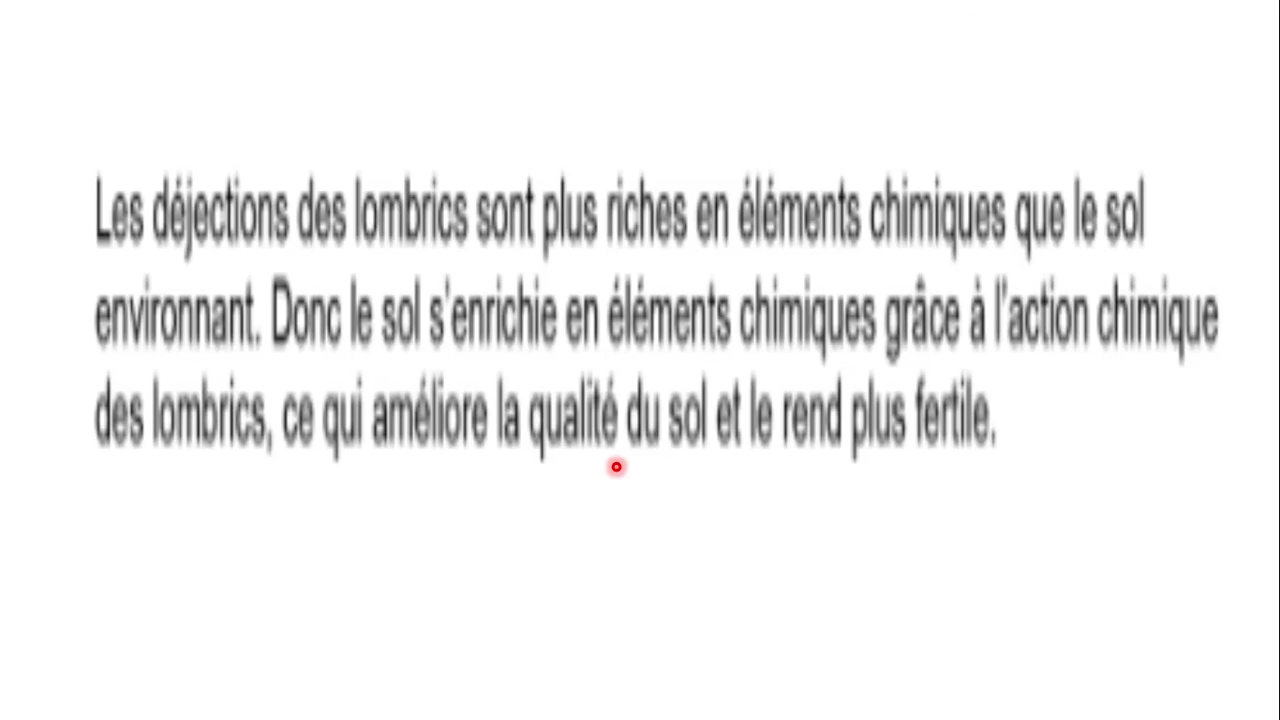 Les déjections des lombrics sont plus riches en éléments chimiques que le sol
environnant. Donc le sol s'enrichie en éléments chimiques grâce à l'action chimique
des lombrics, ce qui améliore la qualité du sol et le rend plus fertile.